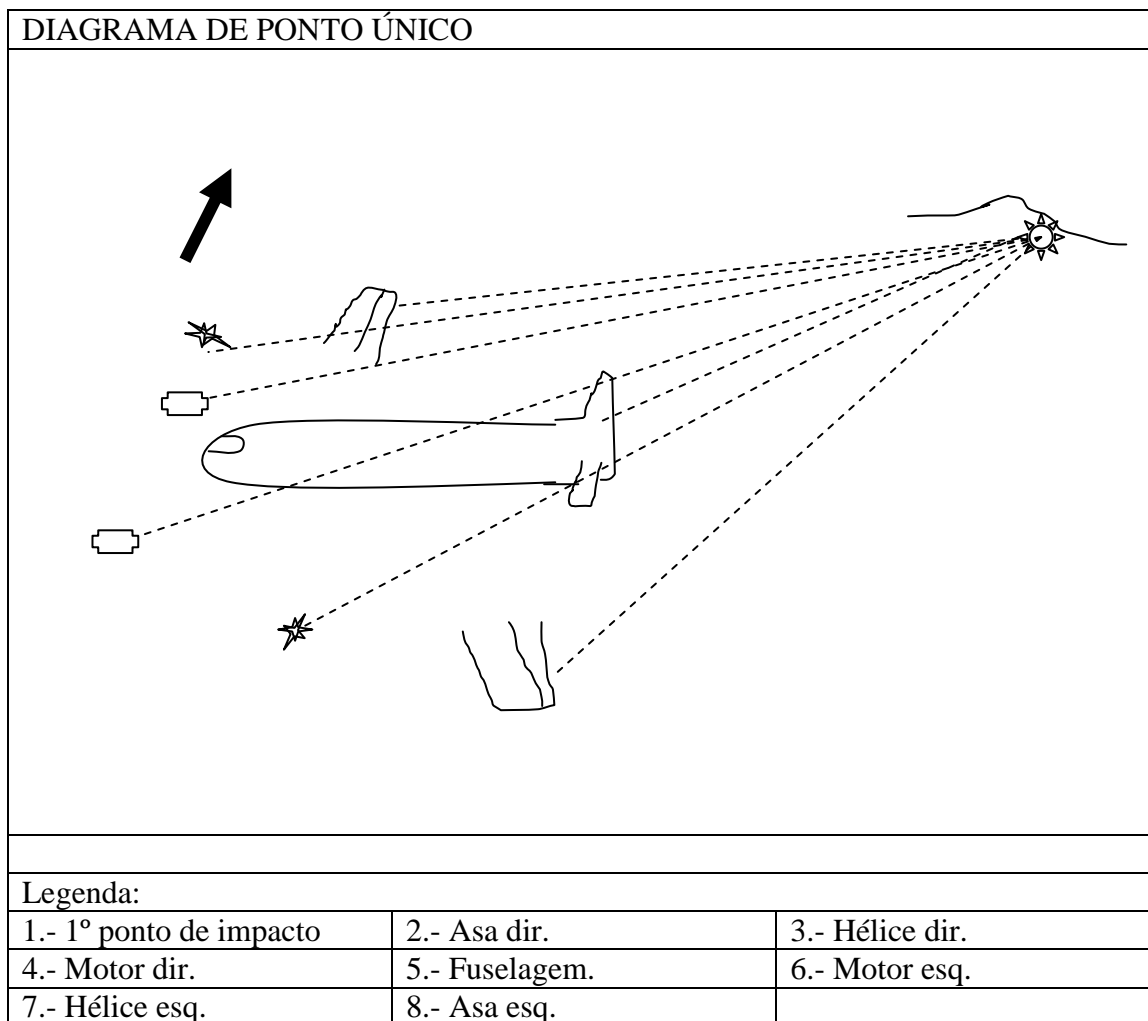 DIAGRAMA DE PONTO ÚNICO
Legenda:
1.- 1º ponto de impacto 2.- Asa dir. 3.- Hélice dir.
4.- Motor dir. 5.- Fuselagem. 6.- Motor esq.
7.- Hélice esq. 8.- Asa esq.